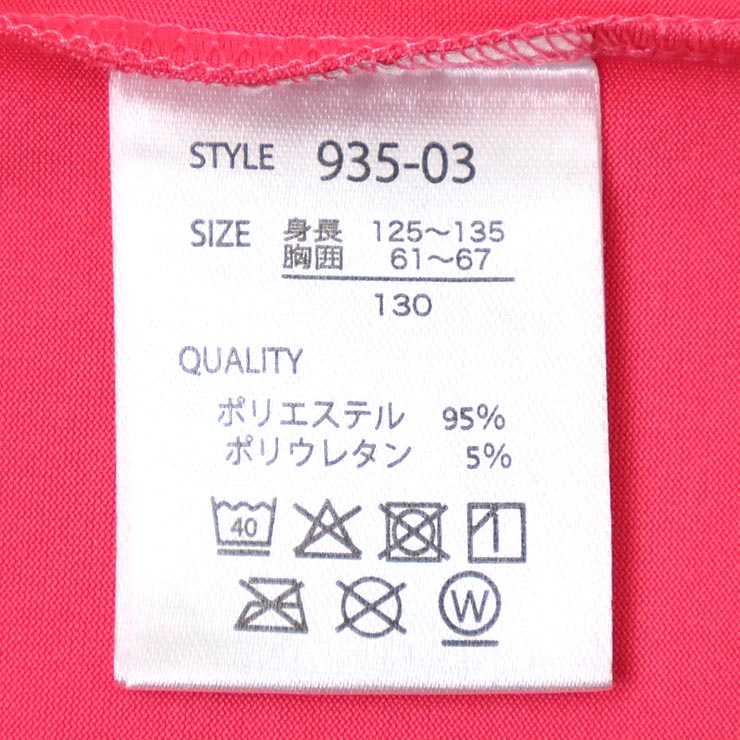 STYLE 935-03
SIZE 身長 125～135
胸囲 61～67
130
QUALITY
ポリエステル 95%
ポリウレタン 5%
40
W